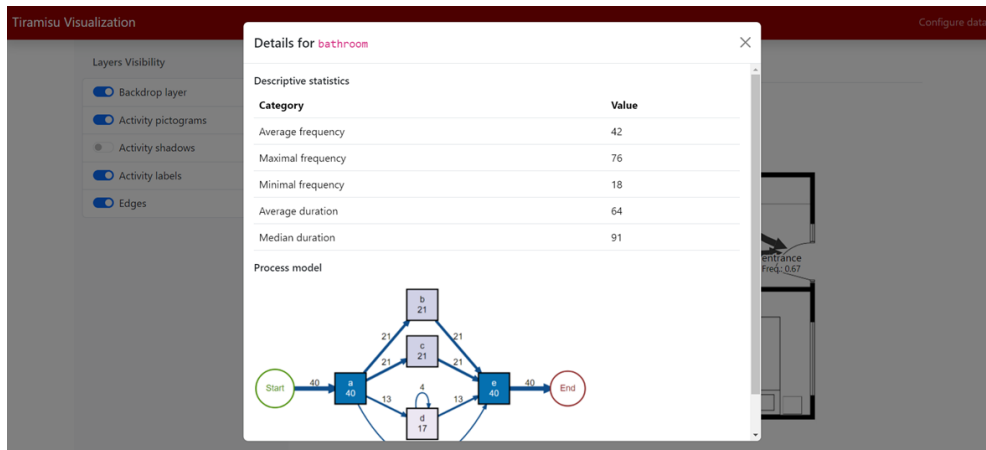 Tiramisu Visualization
Configure data
Layers Visibility
Backdrop layer
Activity pictograms
Activity shadows
Activity labels
Edges
Details for bathroom
Descriptive statistics
Category Value
Average frequency 42
Maximal frequency 76
Minimal frequency 18
Average duration 64
Median duration 91
Process model
b
21
21 21
c
21
21 21
Start 40 a
40
e
40
40 End
13 4 13
d
17
entrance
Freq.: 0.67